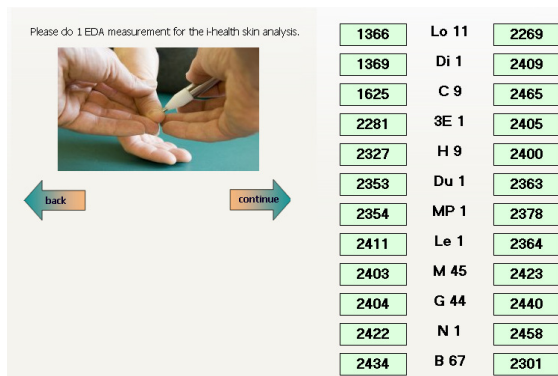 Please do 1 EDA measurement for the i-health skin analysis.
back
continue
1366 Lo 11 2269
1369 Di 1 2409
1625 C 9 2465
2281 3E 1 2405
2327 H 9 2400
2353 Du 1 2363
2354 MP 1 2378
2411 Le 1 2364
2403 M 45 2423
2404 G 44 2440
2422 N 1 2458
2434 B 67 2301